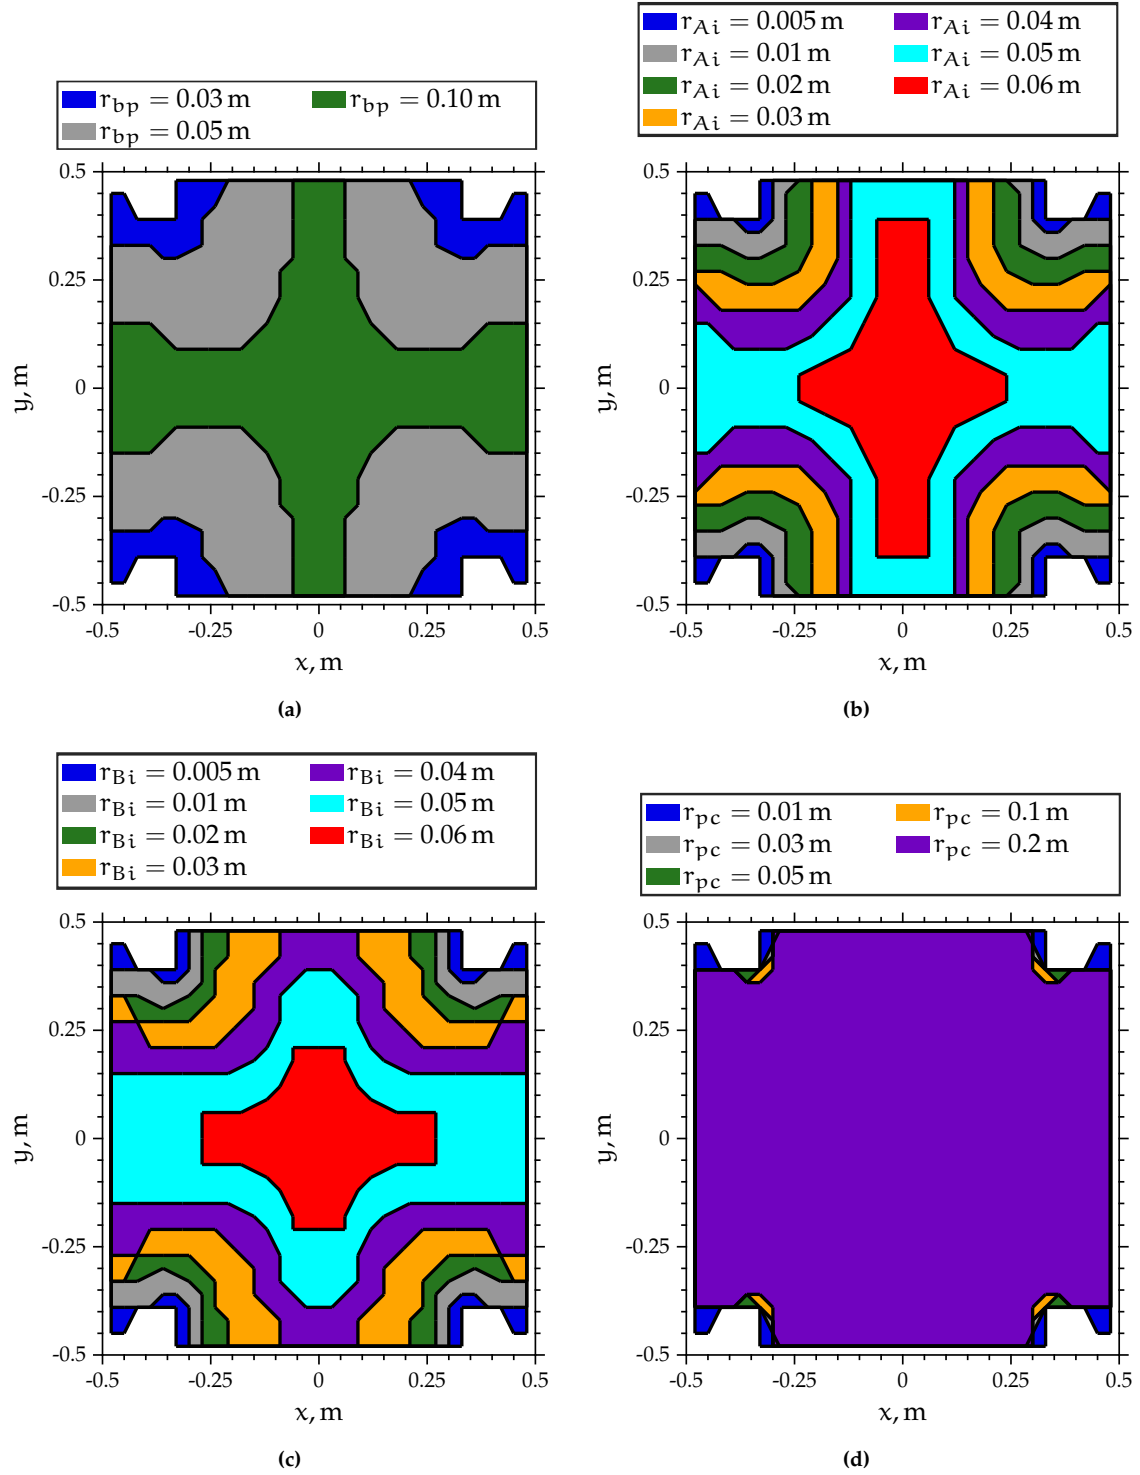 r_bp = 0.03 m r_bp = 0.10 m
r_bp = 0.05 m
0.5
0.25
0
-0.25
-0.5
y, m
-0.5 -0.25 0 0.25 0.5
x, m
(a)
r_Ai = 0.005 m r_Ai = 0.04 m
r_Ai = 0.01 m r_Ai = 0.05 m
r_Ai = 0.02 m r_Ai = 0.06 m
r_Ai = 0.03 m
0.5
0.25
0
-0.25
-0.5
y, m
-0.5 -0.25 0 0.25 0.5
x, m
(b)
r_Bi = 0.005 m r_Bi = 0.04 m
r_Bi = 0.01 m r_Bi = 0.05 m
r_Bi = 0.02 m r_Bi = 0.06 m
r_Bi = 0.03 m
0.5
0.25
0
-0.25
-0.5
y, m
-0.5 -0.25 0 0.25 0.5
x, m
(c)
r_pc = 0.01 m r_pc = 0.1 m
r_pc = 0.03 m r_pc = 0.2 m
r_pc = 0.05 m
0.5
0.25
0
-0.25
-0.5
y, m
-0.5 -0.25 0 0.25 0.5
x, m
(d)